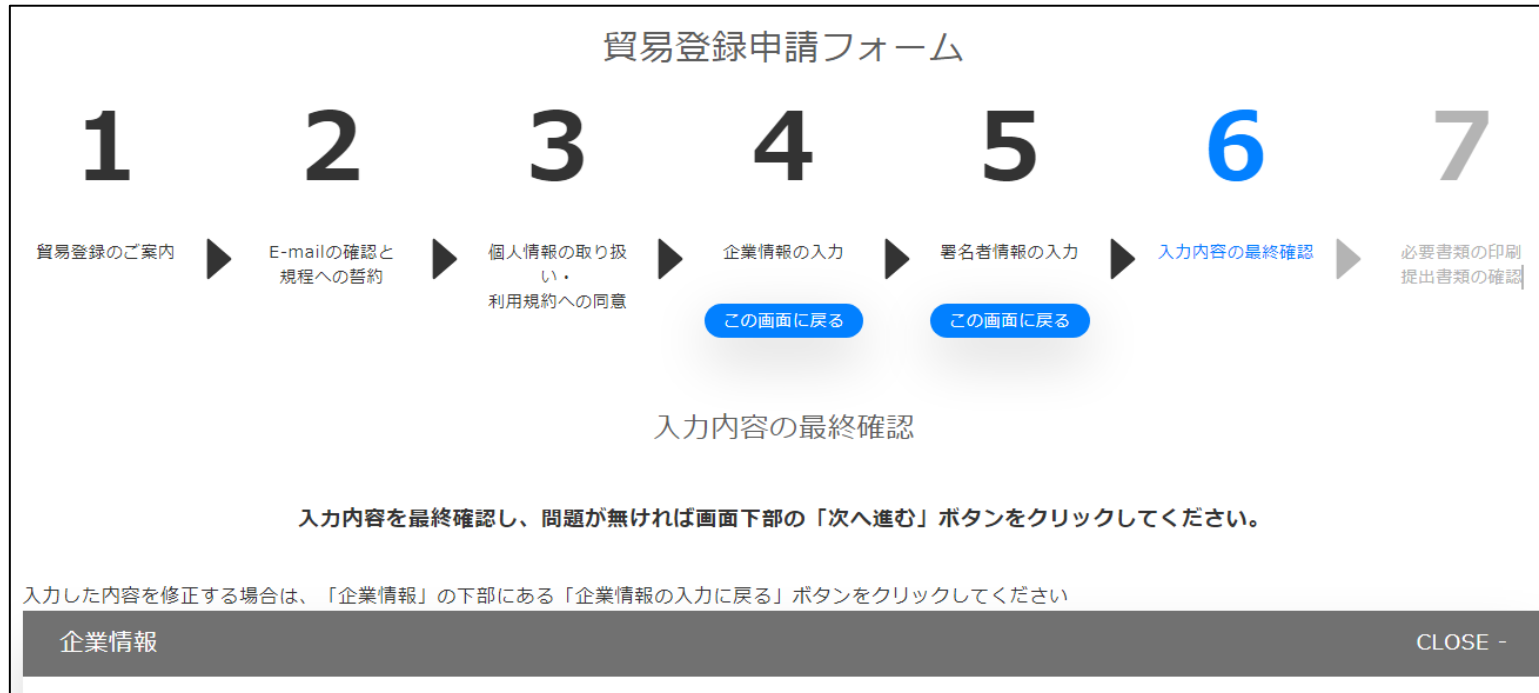 貿易登録申請フォーム
1
2
3
4
5
6
7
貿易登録のご案内
E-mailの確認と
規程への誓約
個人情報の取り扱
い・
利用規約への同意
企業情報の入力
この画面に戻る
署名者情報の入力
この画面に戻る
入力内容の最終確認
必要書類の印刷
提出書類の確認
入力内容の最終確認
入力内容を最終確認し、問題が無ければ画面下部の「次へ進む」ボタンをクリックしてください。
入力した内容を修正する場合は、「企業情報」の下部にある「企業情報の入力に戻る」ボタンをクリックしてください
企業情報
CLOSE -